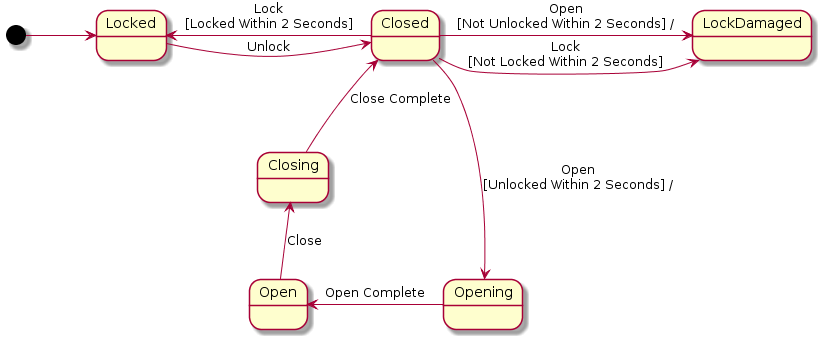 Locked
Lock
[Locked Within 2 Seconds]
Unlock
Closed
Open
[Not Unlocked Within 2 Seconds] /
Lock
[Not Locked Within 2 Seconds]
LockDamaged
Close Complete
Closing
Open
[Unlocked Within 2 Seconds] /
Close
Open
Open Complete
Opening